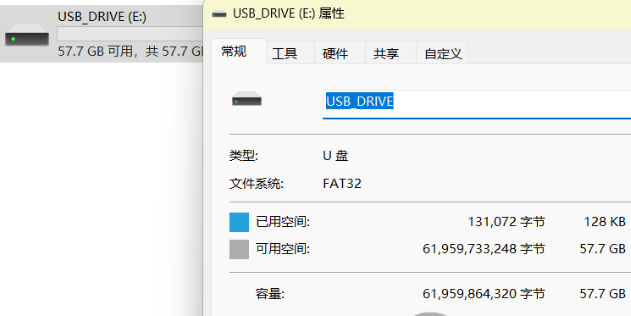 USB_DRIVE (E:)
57.7 GB 可用，共 57.7 G
USB_DRIVE (E:) 属性
常规 工具 硬件 共享 自定义
USB_DRIVE
类型: U 盘
文件系统: FAT32
已用空间: 131,072 字节 128 KB
可用空间: 61,959,733,248 字节 57.7 GB
容量: 61,959,864,320 字节 57.7 GB